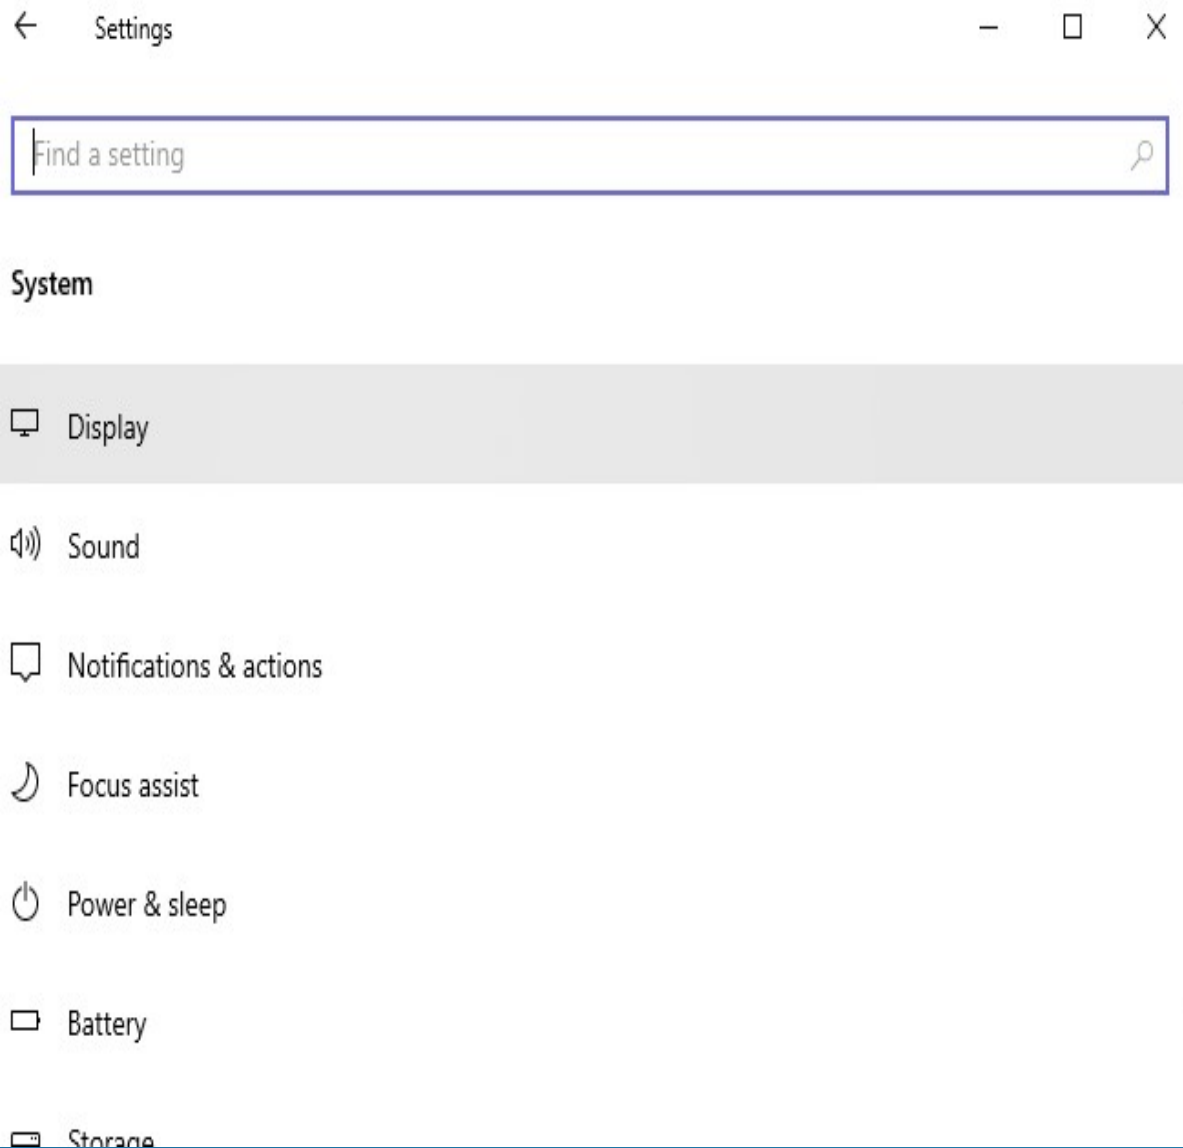 Settings
Find a setting
System
Display
Sound
Notifications & actions
Focus assist
Power & sleep
Battery
Storage